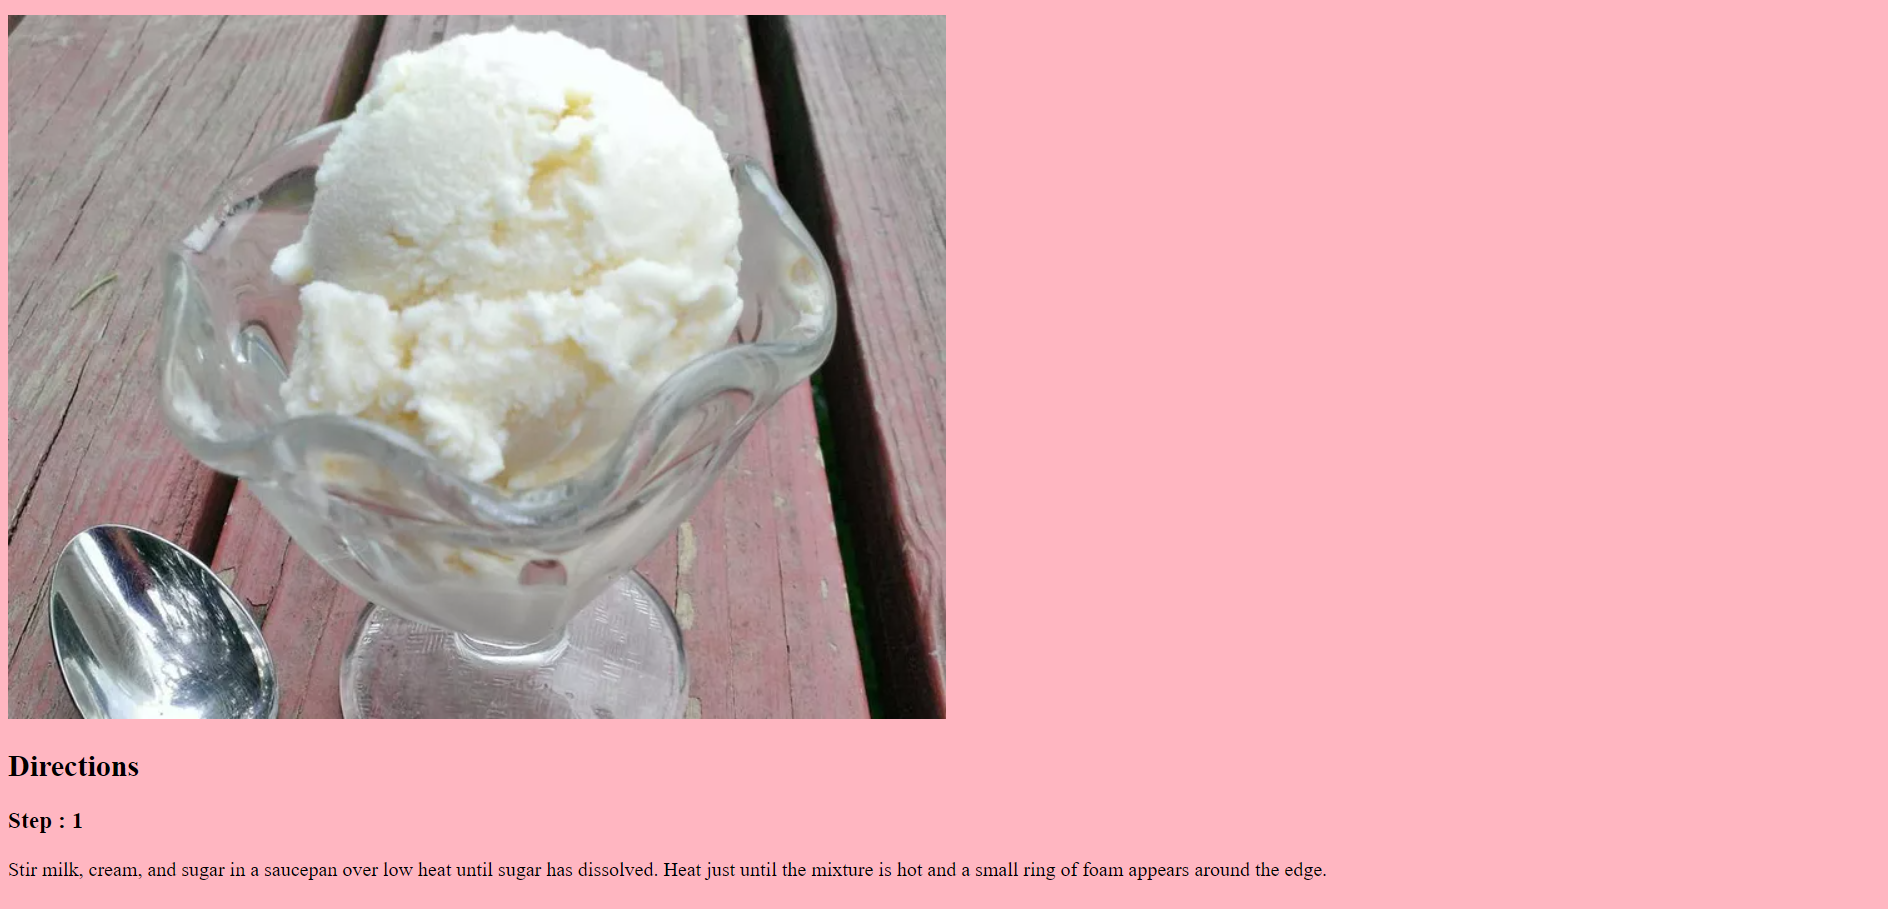 Directions
Step : 1
Stir milk, cream, and sugar in a saucepan over low heat until sugar has dissolved. Heat just until the mixture is hot and a small ring of foam appears around the edge.